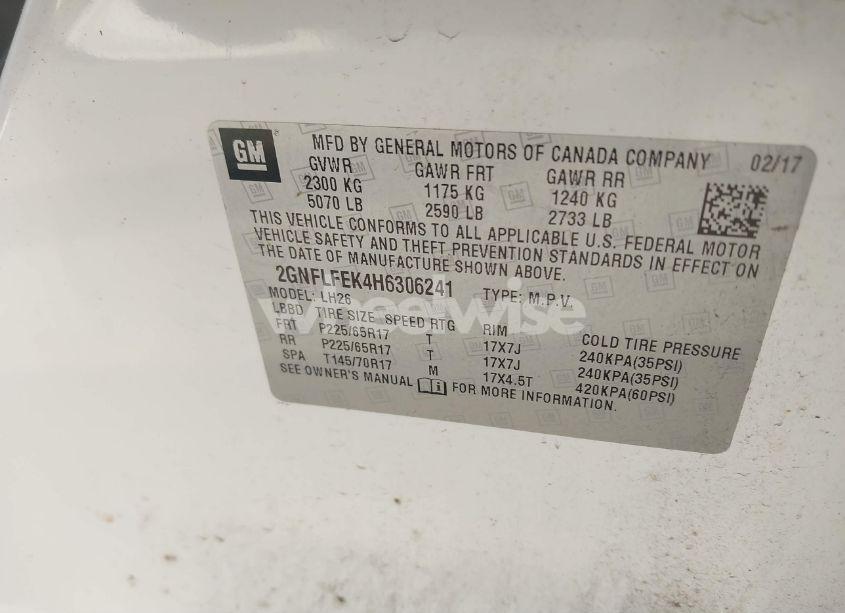 GM
MFD BY GENERAL MOTORS OF CANADA COMPANY 02/17
GVWR GAWR FRT GAWR RR
2300 KG 1175 KG 1240 KG
5070 LB 2590 LB 2733 LB
THIS VEHICLE CONFORMS TO ALL APPLICABLE U.S. FEDERAL MOTOR
VEHICLE SAFETY AND THEFT PREVENTION STANDARDS IN EFFECT ON
THE DATE OF MANUFACTURE SHOWN ABOVE.
2GNFLFEK4H6306241 TYPE: M.P.V.
MODEL: LH26
LBBD TIRE SIZE SPEED RTG RIM COLD TIRE PRESSURE
FRT P225/65R17 T 17X7J 240KPA(35PSI)
RR P225/65R17 T 17X7J 240KPA(35PSI)
SPA T145/70R17 M 17X4.5T 420KPA(60PSI)
SEE OWNER'S MANUAL FOR MORE INFORMATION.
wheelwise